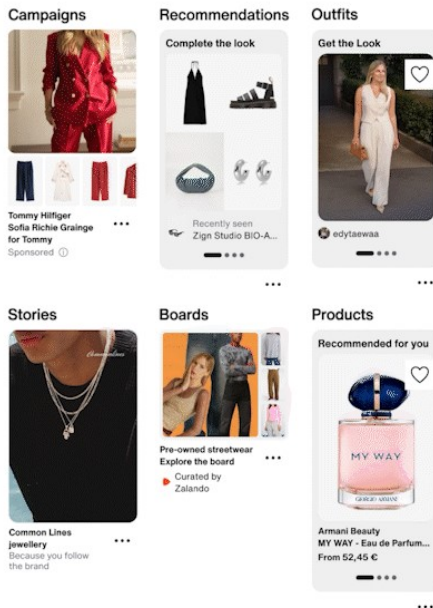 Campaigns
Tommy Hilfiger
Sofia Richie Grainge
for Tommy
Sponsored
Recommendations
Complete the look
Recently seen
Zign Studio BIO-A...
Outfits
Get the Look
edytaewaa
Stories
Common Lines
Common Lines
jewellery
Because you follow
the brand
Boards
Pre-owned streetwear
Explore the board
Curated by
Zalando
Products
Recommended for you
MY WAY
GIORGIO ARMANI
Armani Beauty
MY WAY - Eau de Parfum...
From 52,45 €